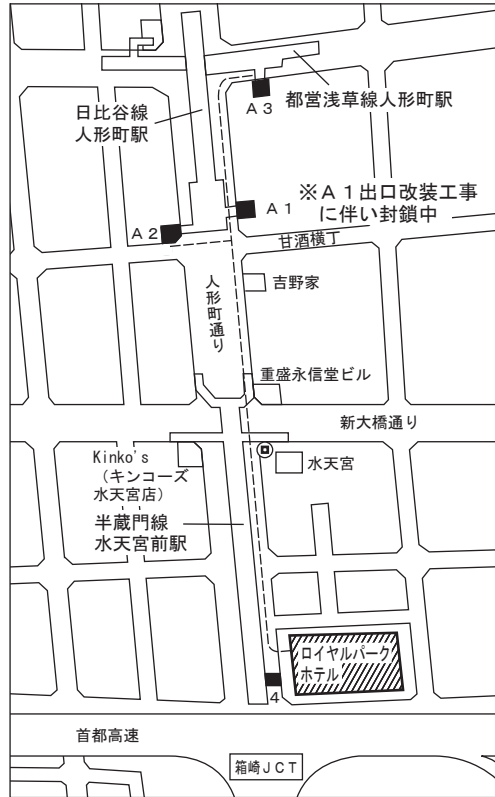 日比谷線
人形町駅
都営浅草線人形町駅
A3
※A1出口改装工事
に伴い封鎖中
A1
A2
甘酒横丁
吉野家
人形町通り
重盛永信堂ビル
新大橋通り
Kinko's
(キンコーズ
水天宮店)
水天宮
半蔵門線
水天宮前駅
ロイヤルパーク
ホテル
4
首都高速
箱崎JCT